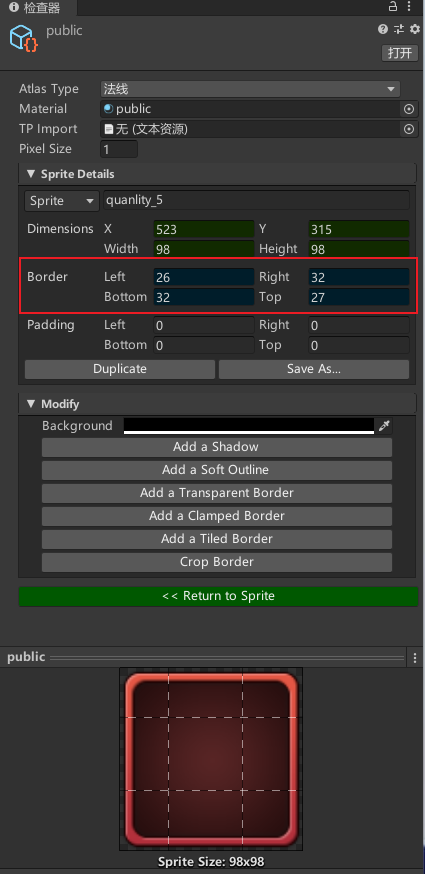 检查器
public
打开
Atlas Type 法线
Material public
TP Import 无 (文本资源)
Pixel Size 1
▼ Sprite Details
Sprite quanlity_5
Dimensions X 523 Y 315
Width 98 Height 98
Border Left 26 Right 32
Bottom 32 Top 27
Padding Left 0 Right 0
Bottom 0 Top 0
Duplicate Save As...
▼ Modify
Background
Add a Shadow
Add a Soft Outline
Add a Transparent Border
Add a Clamped Border
Add a Tiled Border
Crop Border
<< Return to Sprite
public
Sprite Size: 98x98